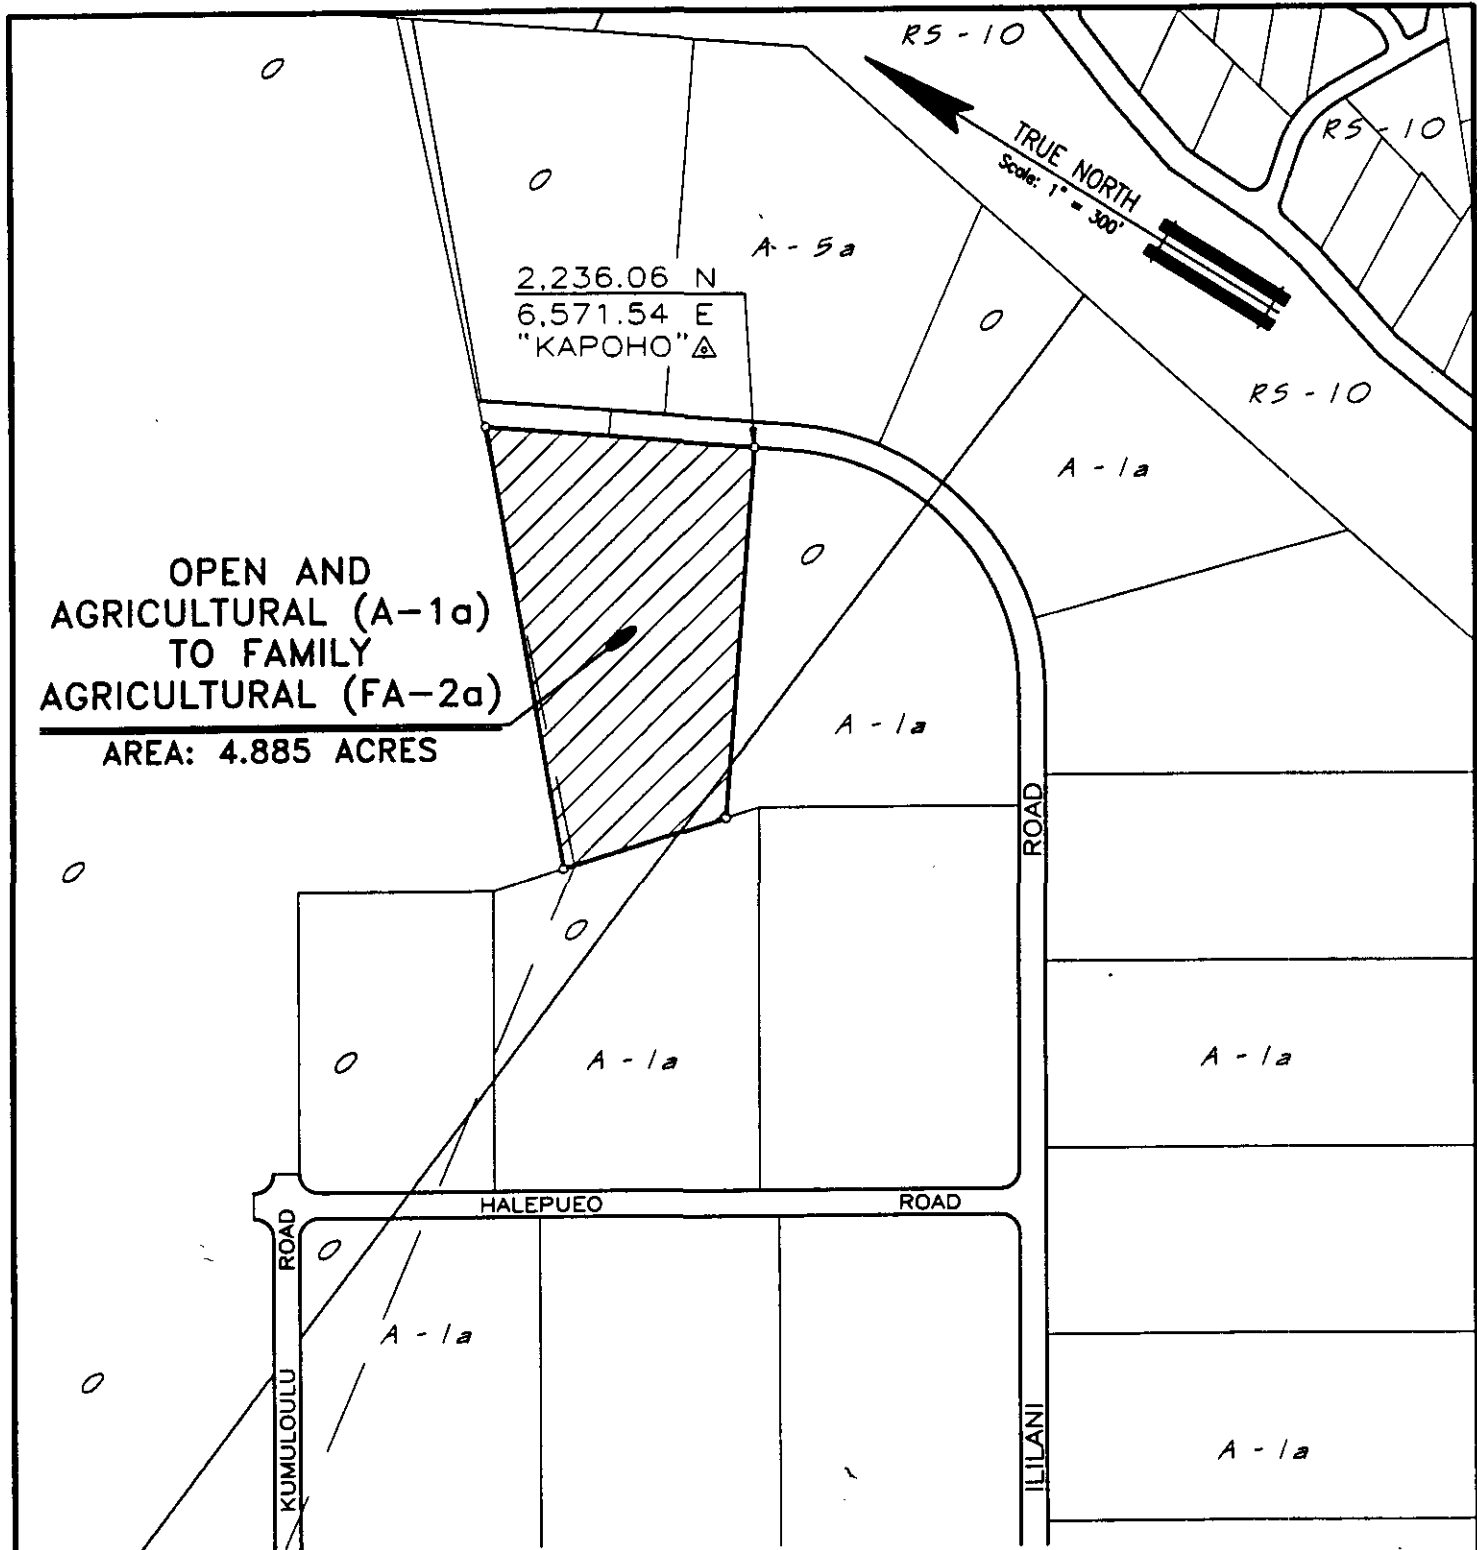 RS - 10
O
TRUE NORTH
Scale: 1" = 300'
RS - 10
O
A - 5a
2,236.06 N
6,571.54 E
"KAPOHO"
O
RS - 10
A - 1a
O
OPEN AND
AGRICULTURAL (A-1a)
TO FAMILY
AGRICULTURAL (FA-2a)
AREA: 4.885 ACRES
A - 1a
ROAD
O
O
O
A - 1a
A - 1a
HALEPUEO ROAD
ROAD
O
A - 1a
O
KUMULOULU
ILILANI
A - 1a